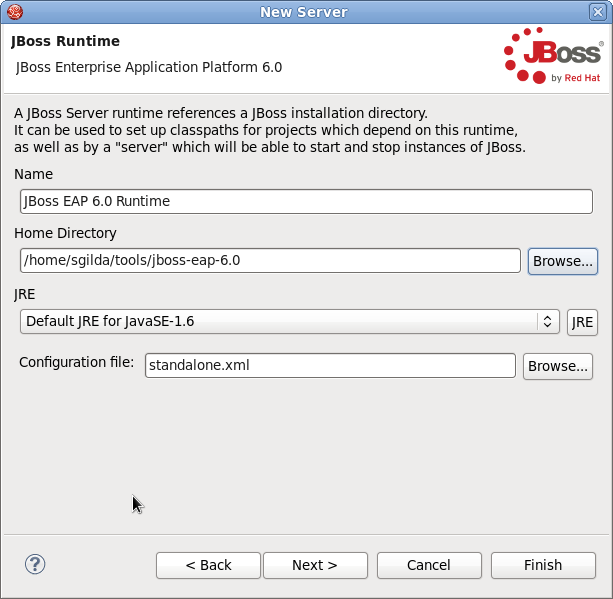 New Server
JBoss Runtime
JBoss Enterprise Application Platform 6.0
JBoss®
by Red Hat
A JBoss Server runtime references a JBoss installation directory.
It can be used to set up classpaths for projects which depend on this runtime,
as well as by a "server" which will be able to start and stop instances of JBoss.
Name
JBoss EAP 6.0 Runtime
Home Directory
/home/sgilda/tools/jboss-eap-6.0 Browse...
JRE
Default JRE for JavaSE-1.6 JRE
Configuration file: standalone.xml Browse...
? < Back Next > Cancel Finish